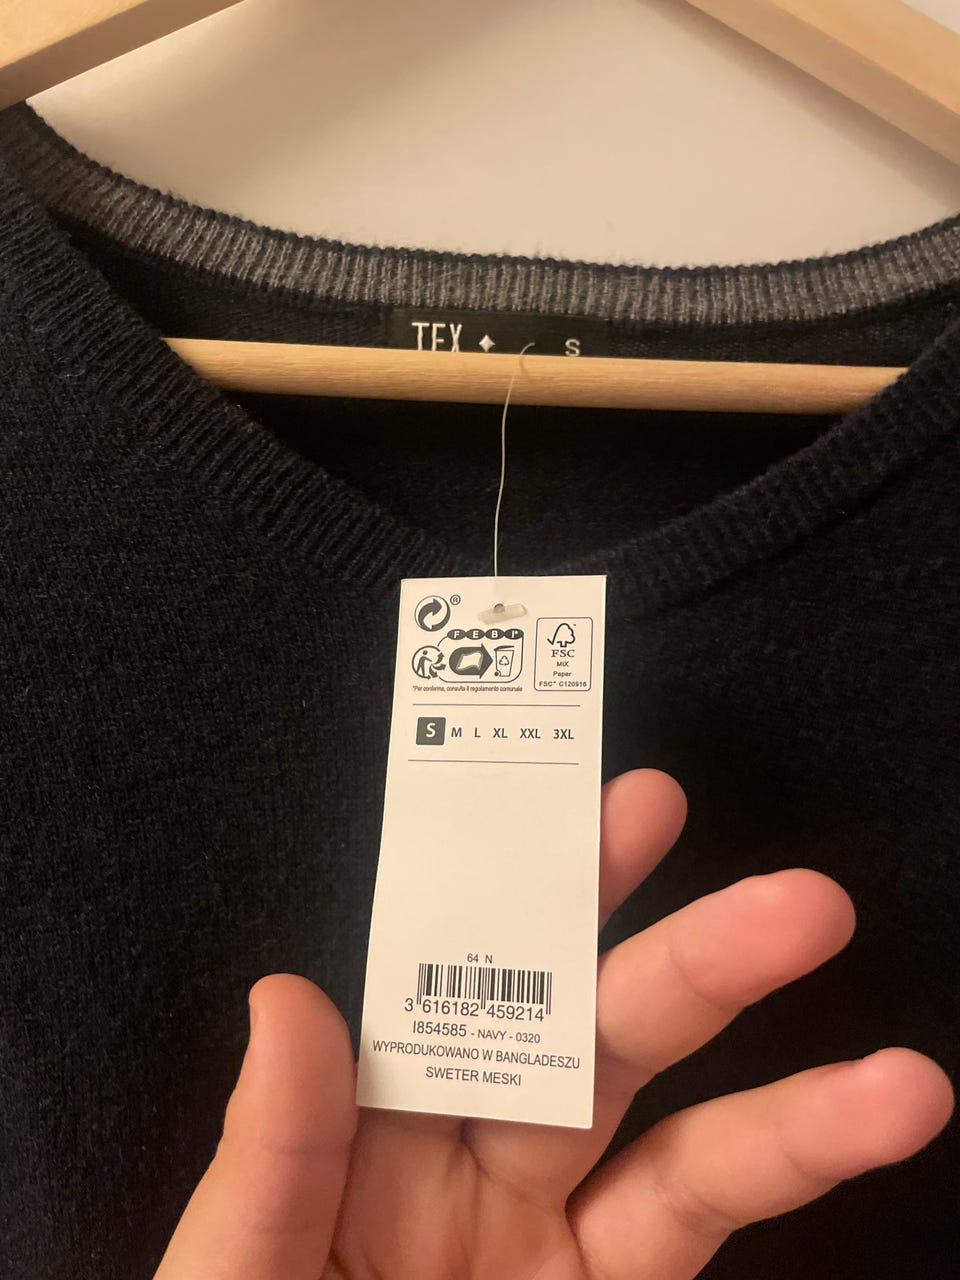 TEX S
®
F E B I*
*Per conferma, consulta il regolamento comunale
FSC
MIX
Paper
FSC® C120916
S M L XL XXL 3XL
64 N
3 616182 459214
I854585 - NAVY - 0320
WYPRODUKOWANO W BANGLADESZU
SWETER MESKI